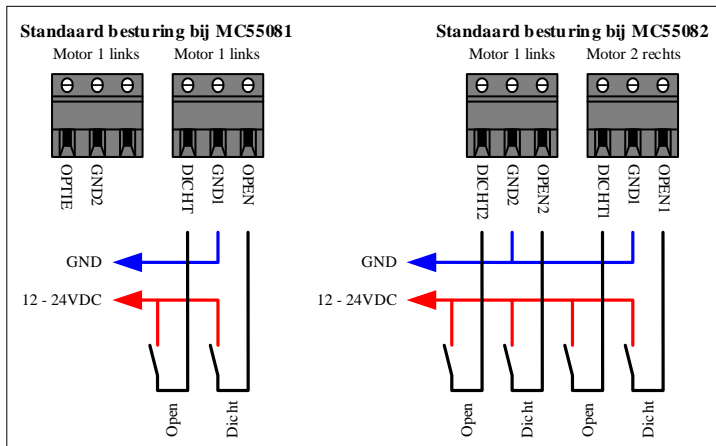 Standaard besturing bij MC55081
Motor 1 links
Motor 1 links
OPTIE
GND2
DICHT
GND1
OPEN
GND
12 - 24VDC
Open
Dicht
Standaard besturing bij MC55082
Motor 1 links
Motor 2 rechts
DICHT2
GND2
OPEN2
DICHT1
GND1
OPEN1
GND
12 - 24VDC
Open
Dicht
Open
Dicht